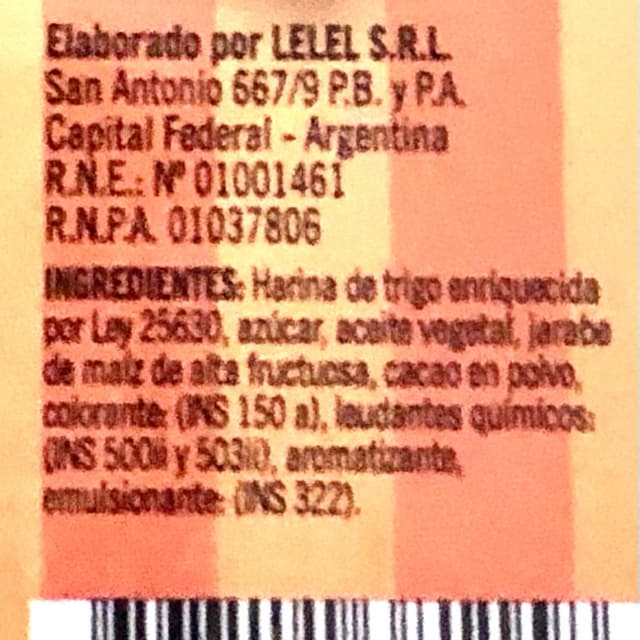 Elaborado por LELEL S.R.L.
San Antonio 667/9 P.B. y P.A.
Capital Federal - Argentina
R.N.E.: Nº 01001461
R.N.P.A. 01037806
INGREDIENTES: Harina de trigo enriquecida
por Ley 25630, azúcar, aceite vegetal, jarabe
de maíz de alta fructuosa, cacao en polvo,
colorante: (INS 150 a), leudantes químicos:
(INS 500ii y 503ii), aromatizante,
emulsionante: (INS 322).